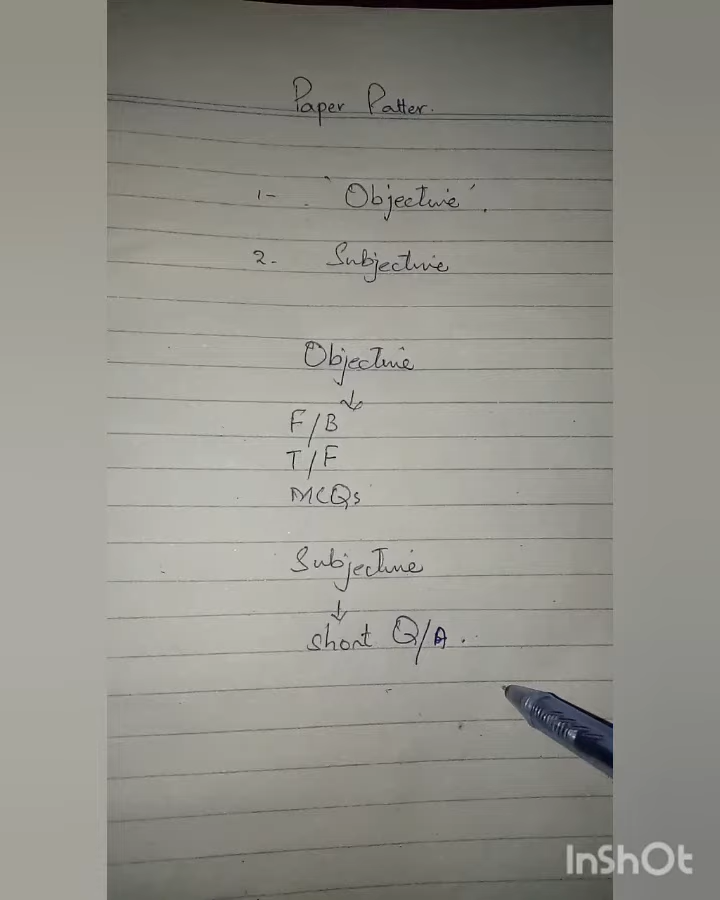 Paper Patter.
1- 'Objective'.
2. Subjective
Objective
↓
F/B
T/F
MCQs
Subjective
↓
short Q/A.
InShOt